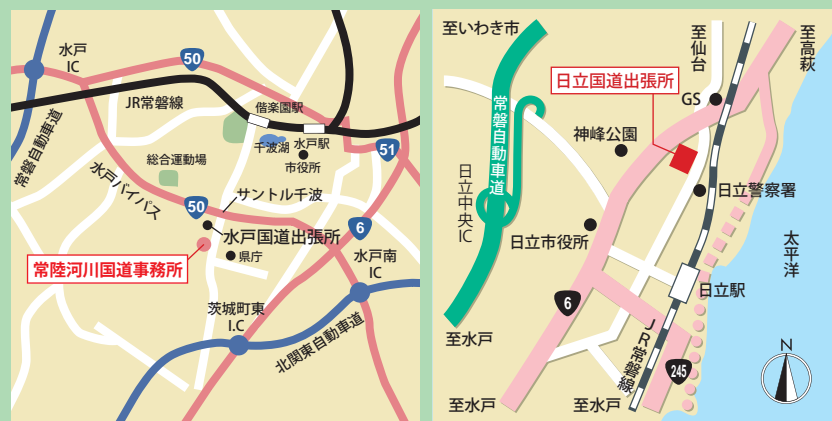 水戸
IC
50
JR常磐線
偕楽園駅
常磐自動車道
千波湖
水戸駅
市役所
51
総合運動場
水戸バイパス
50
サントル千波
6
水戸国道出張所
県庁
水戸南
IC
常陸河川国道事務所
茨城町東
I.C
北関東自動車道
至いわき市
至仙台
至高萩
日立国道出張所
GS
常磐自動車道
神峰公園
日立中央IC
日立警察署
日立市役所
太平洋
日立駅
6
至水戸
JR常磐線
245
N
至水戸
至水戸